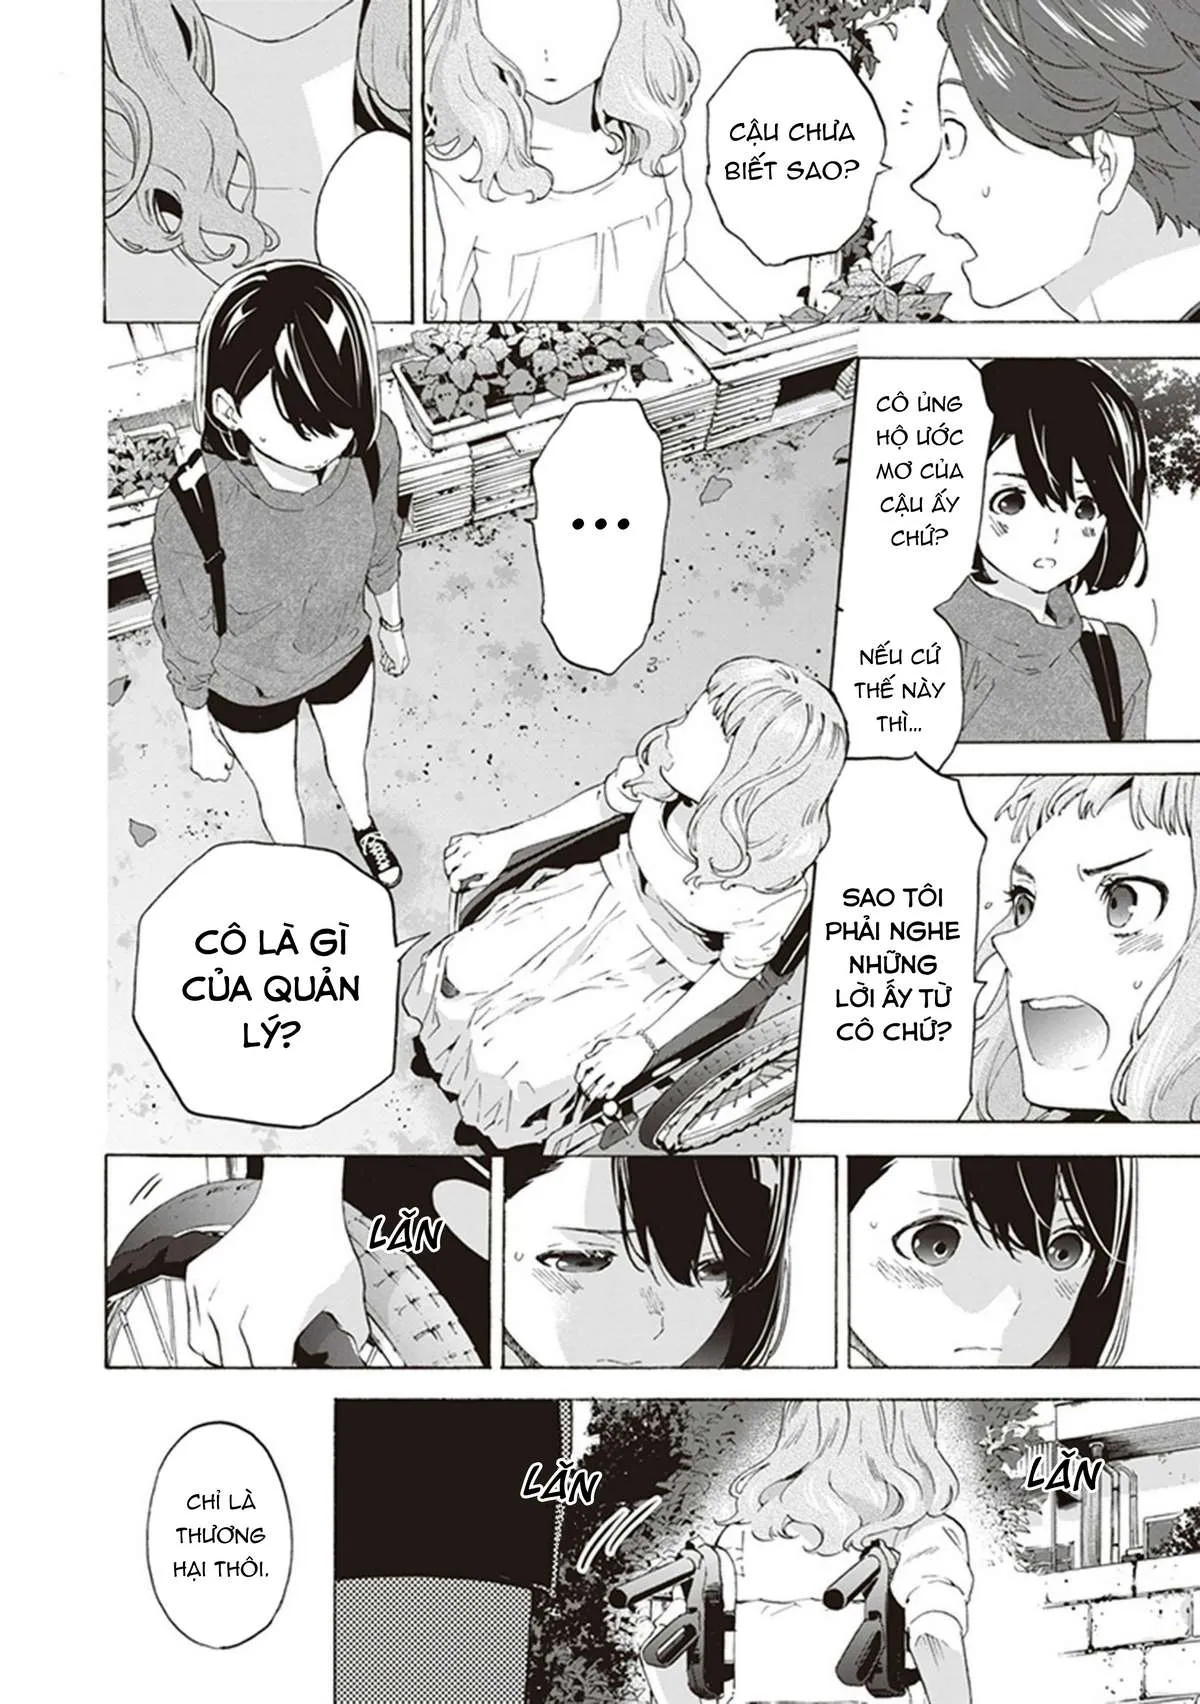 CẬU CHƯA
BIẾT SAO?
CÔ ỦNG
HỘ ƯỚC
MƠ CỦA
CẬU ẤY
CHỨ?
NẾU CỨ
THẾ NÀY
THÌ...
...
SAO TÔI
PHẢI NGHE
NHỮNG
LỜI ẤY TỪ
CÔ CHỨ?
CÔ LÀ GÌ
CỦA QUẢN
LÝ?
LĂN
LĂN
LĂN
CHỈ LÀ
THƯƠNG
HẠI THÔI.